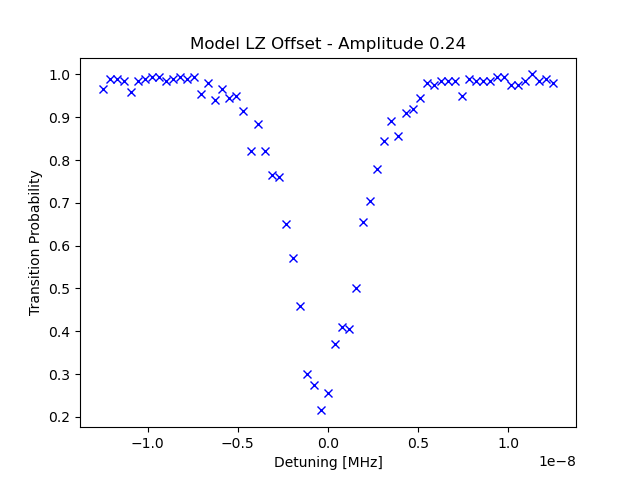 Model LZ Offset - Amplitude 0.24
1.0
0.9
0.8
0.7
0.6
0.5
0.4
0.3
0.2
Transition Probability
−1.0 −0.5 0.0 0.5 1.0
Detuning [MHz]
1e−8